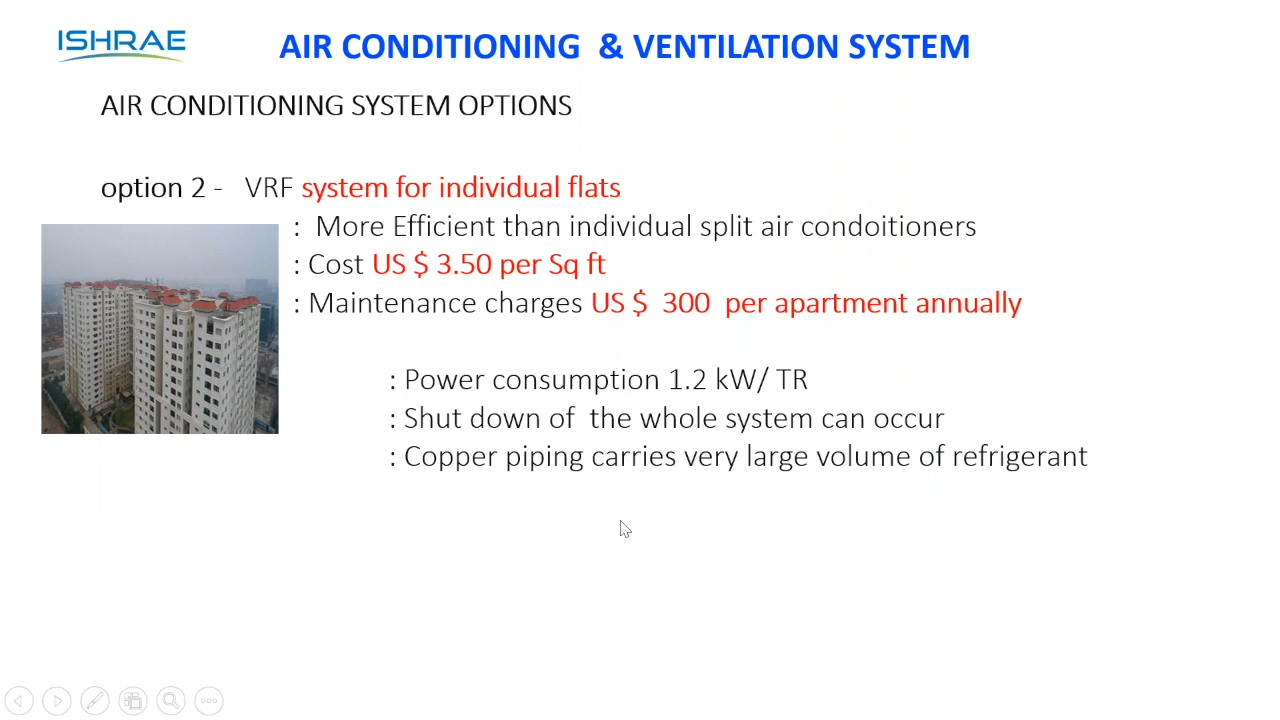 ISHRAE
AIR CONDITIONING & VENTILATION SYSTEM
AIR CONDITIONING SYSTEM OPTIONS
option 2 - VRF system for individual flats
: More Efficient than individual split air condoitioners
: Cost US $ 3.50 per Sq ft
: Maintenance charges US $ 300 per apartment annually
: Power consumption 1.2 kW/ TR
: Shut down of the whole system can occur
: Copper piping carries very large volume of refrigerant